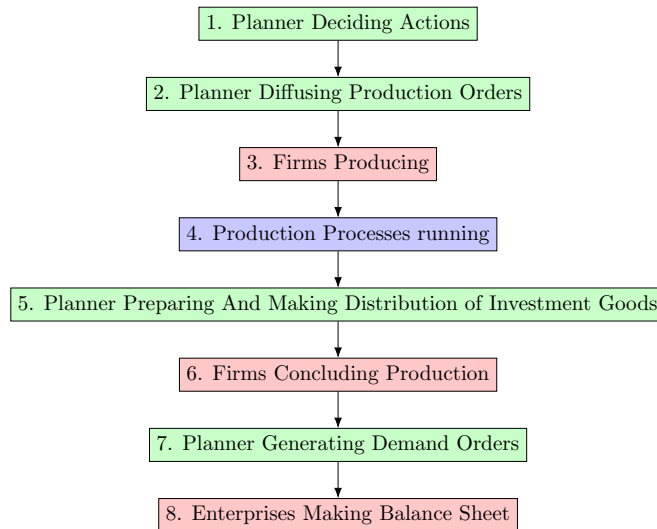 1. Planner Deciding Actions
2. Planner Diffusing Production Orders
3. Firms Producing
4. Production Processes running
5. Planner Preparing And Making Distribution of Investment Goods
6. Firms Concluding Production
7. Planner Generating Demand Orders
8. Enterprises Making Balance Sheet